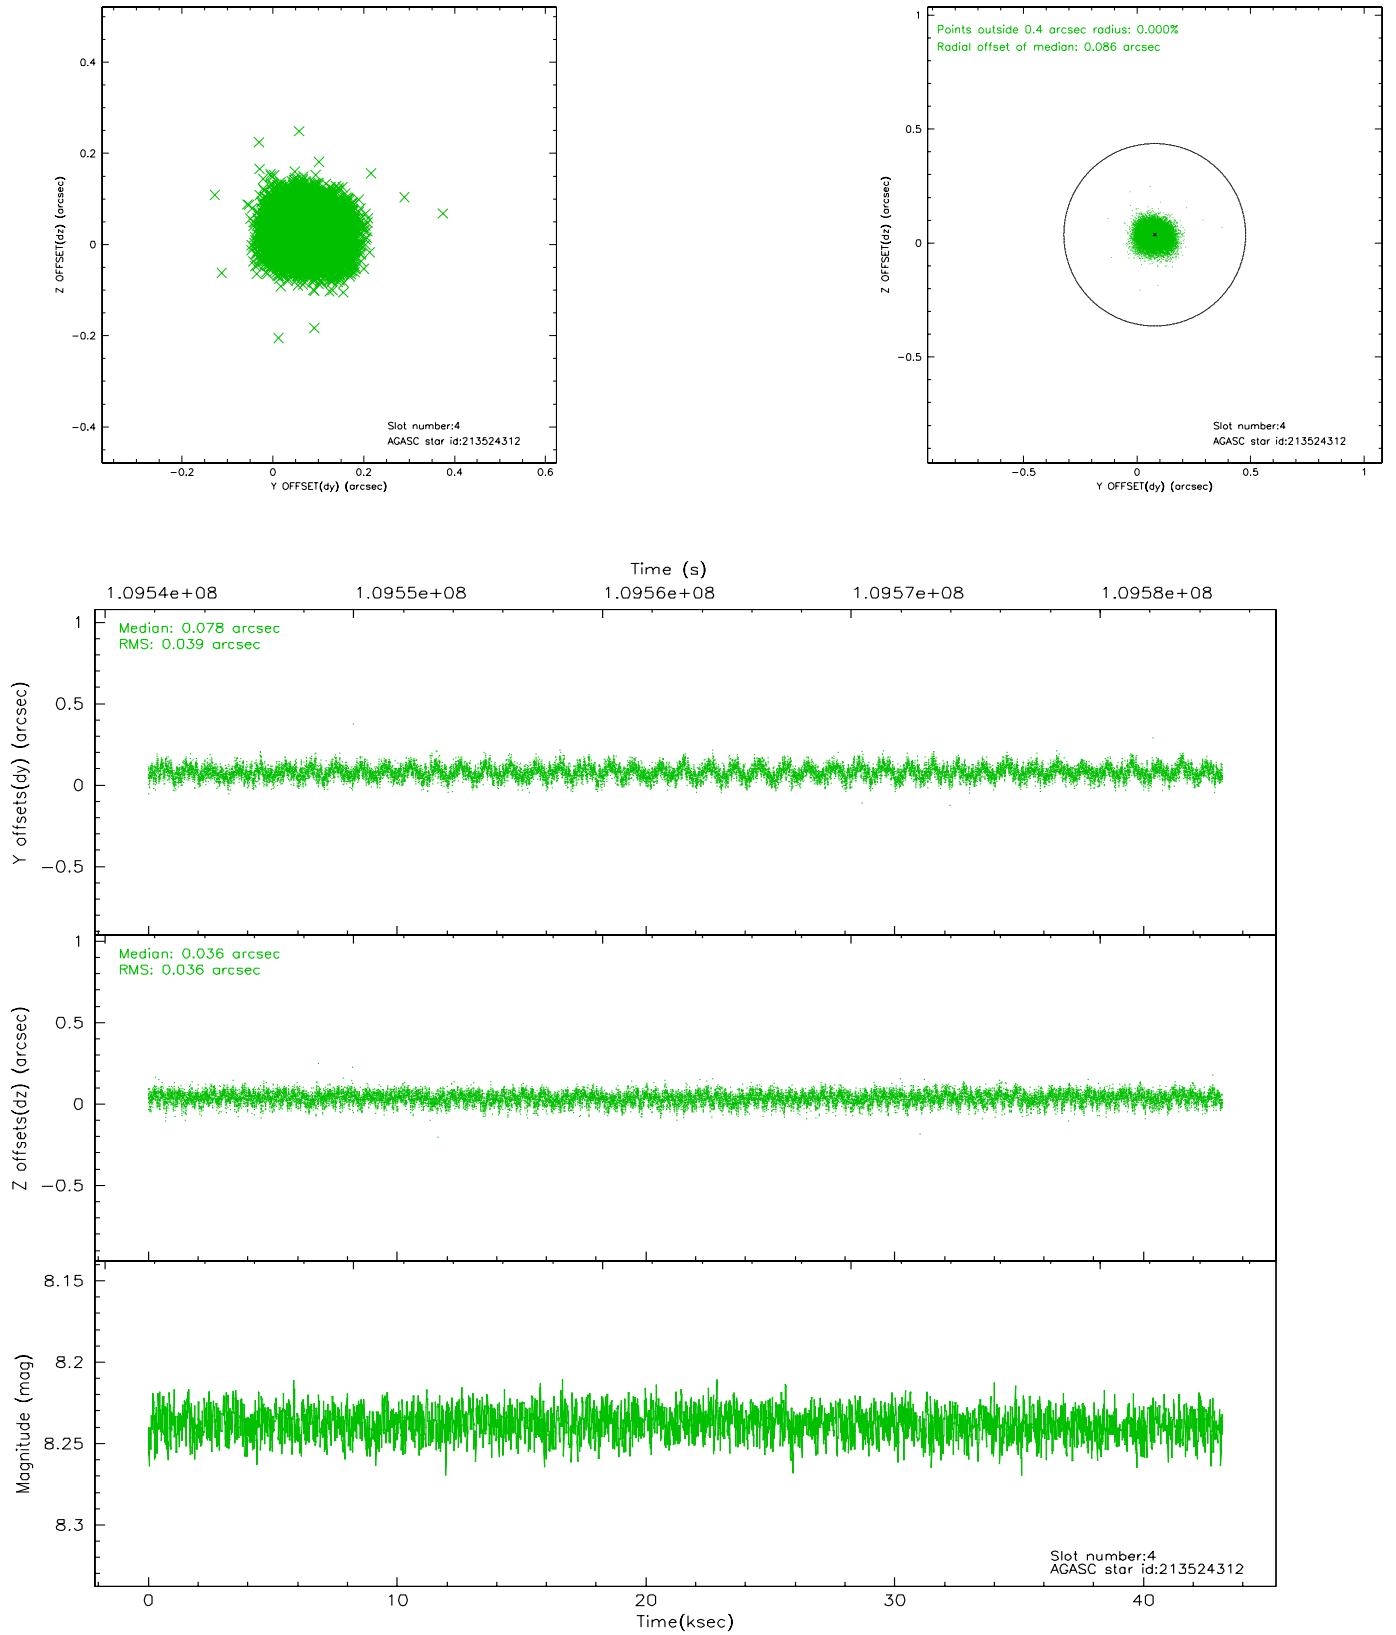 0.4
0.2
0
−0.2
−0.4
Z OFFSET(dz) (arcsec)
Slot number:4
AGASC star id:213524312
−0.2 0 0.2 0.4 0.6
Y OFFSET(dy) (arcsec)
Points outside 0.4 arcsec radius: 0.000%
Radial offset of median: 0.086 arcsec
1
0.5
0
−0.5
Z OFFSET(dz) (arcsec)
Slot number:4
AGASC star id:213524312
−0.5 0 0.5 1
Y OFFSET(dy) (arcsec)
Time (s)
1.0954e+08 1.0955e+08 1.0956e+08 1.0957e+08 1.0958e+08
Median: 0.078 arcsec
RMS: 0.039 arcsec
1
0.5
0
−0.5
Y offsets(dy) (arcsec)
Median: 0.036 arcsec
RMS: 0.036 arcsec
1
0.5
0
−0.5
Z offsets(dz) (arcsec)
8.15
8.2
8.25
8.3
Magnitude (mag)
Slot number:4
AGASC star id:213524312
0 10 20 30 40
Time(ksec)